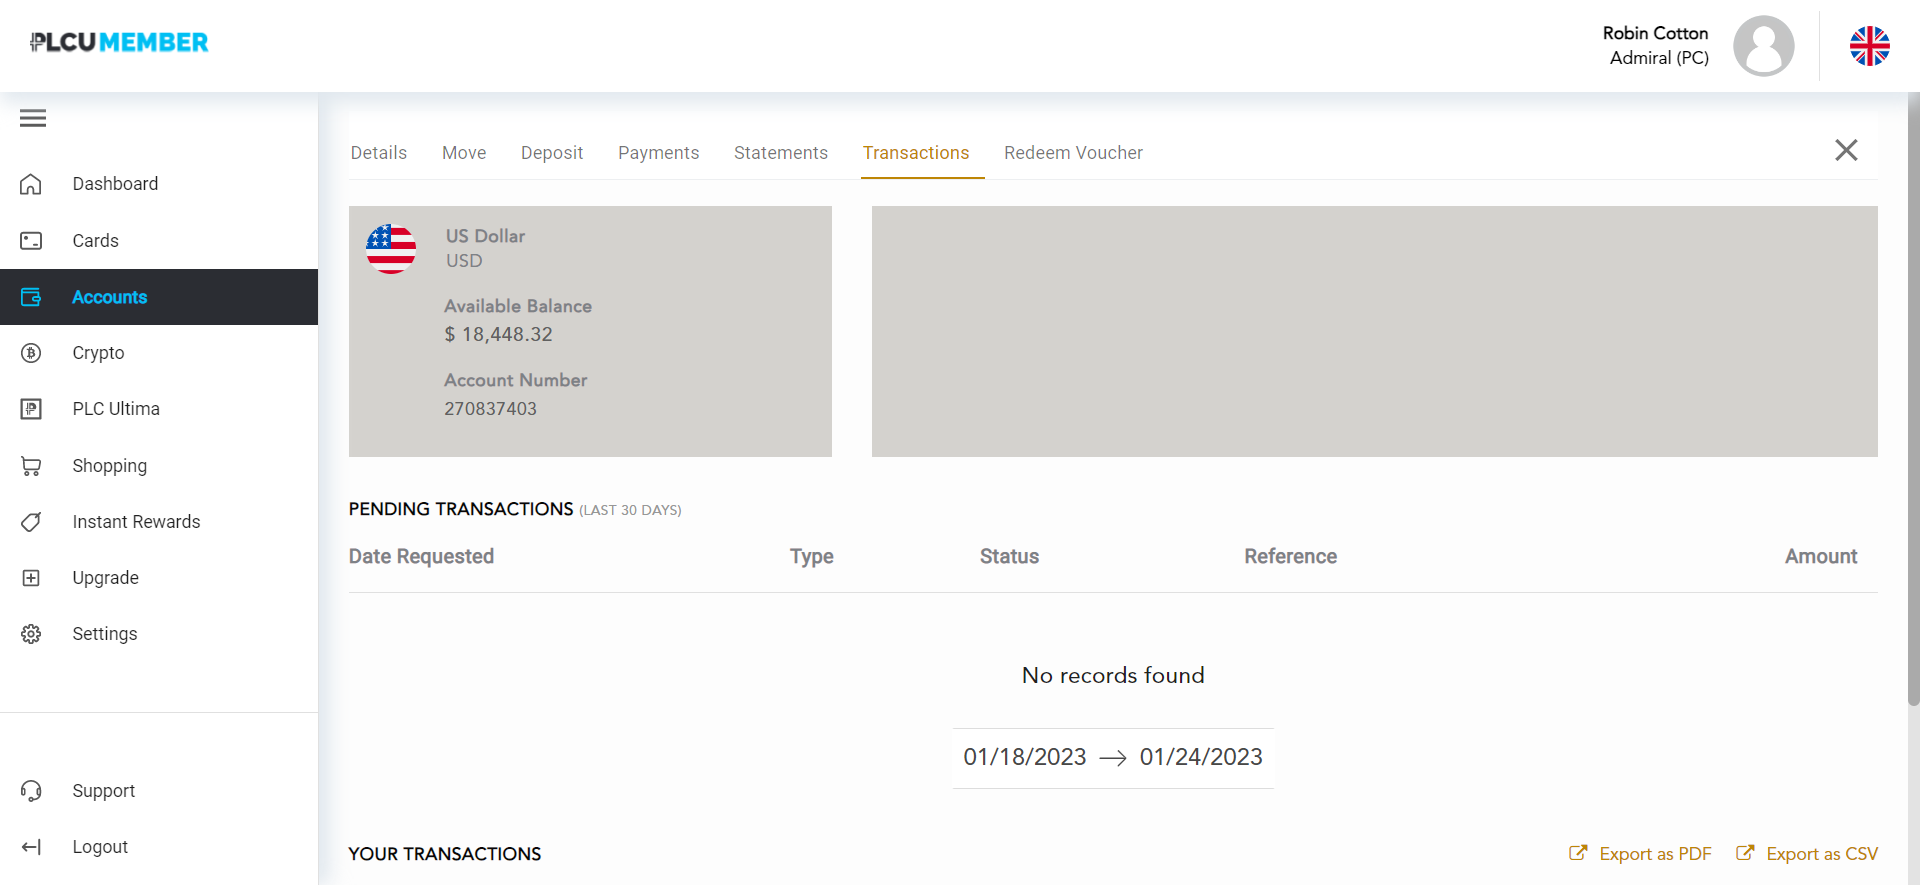 PLCU MEMBER
Robin Cotton
Admiral (PC)
Dashboard
Cards
Accounts
Crypto
PLC Ultima
Shopping
Instant Rewards
Upgrade
Settings
Support
Logout
Details Move Deposit Payments Statements Transactions Redeem Voucher
US Dollar
USD
Available Balance
$ 18,448.32
Account Number
270837403
PENDING TRANSACTIONS (LAST 30 DAYS)
Date Requested Type Status Reference Amount
No records found
01/18/2023 → 01/24/2023
YOUR TRANSACTIONS Export as PDF Export as CSV